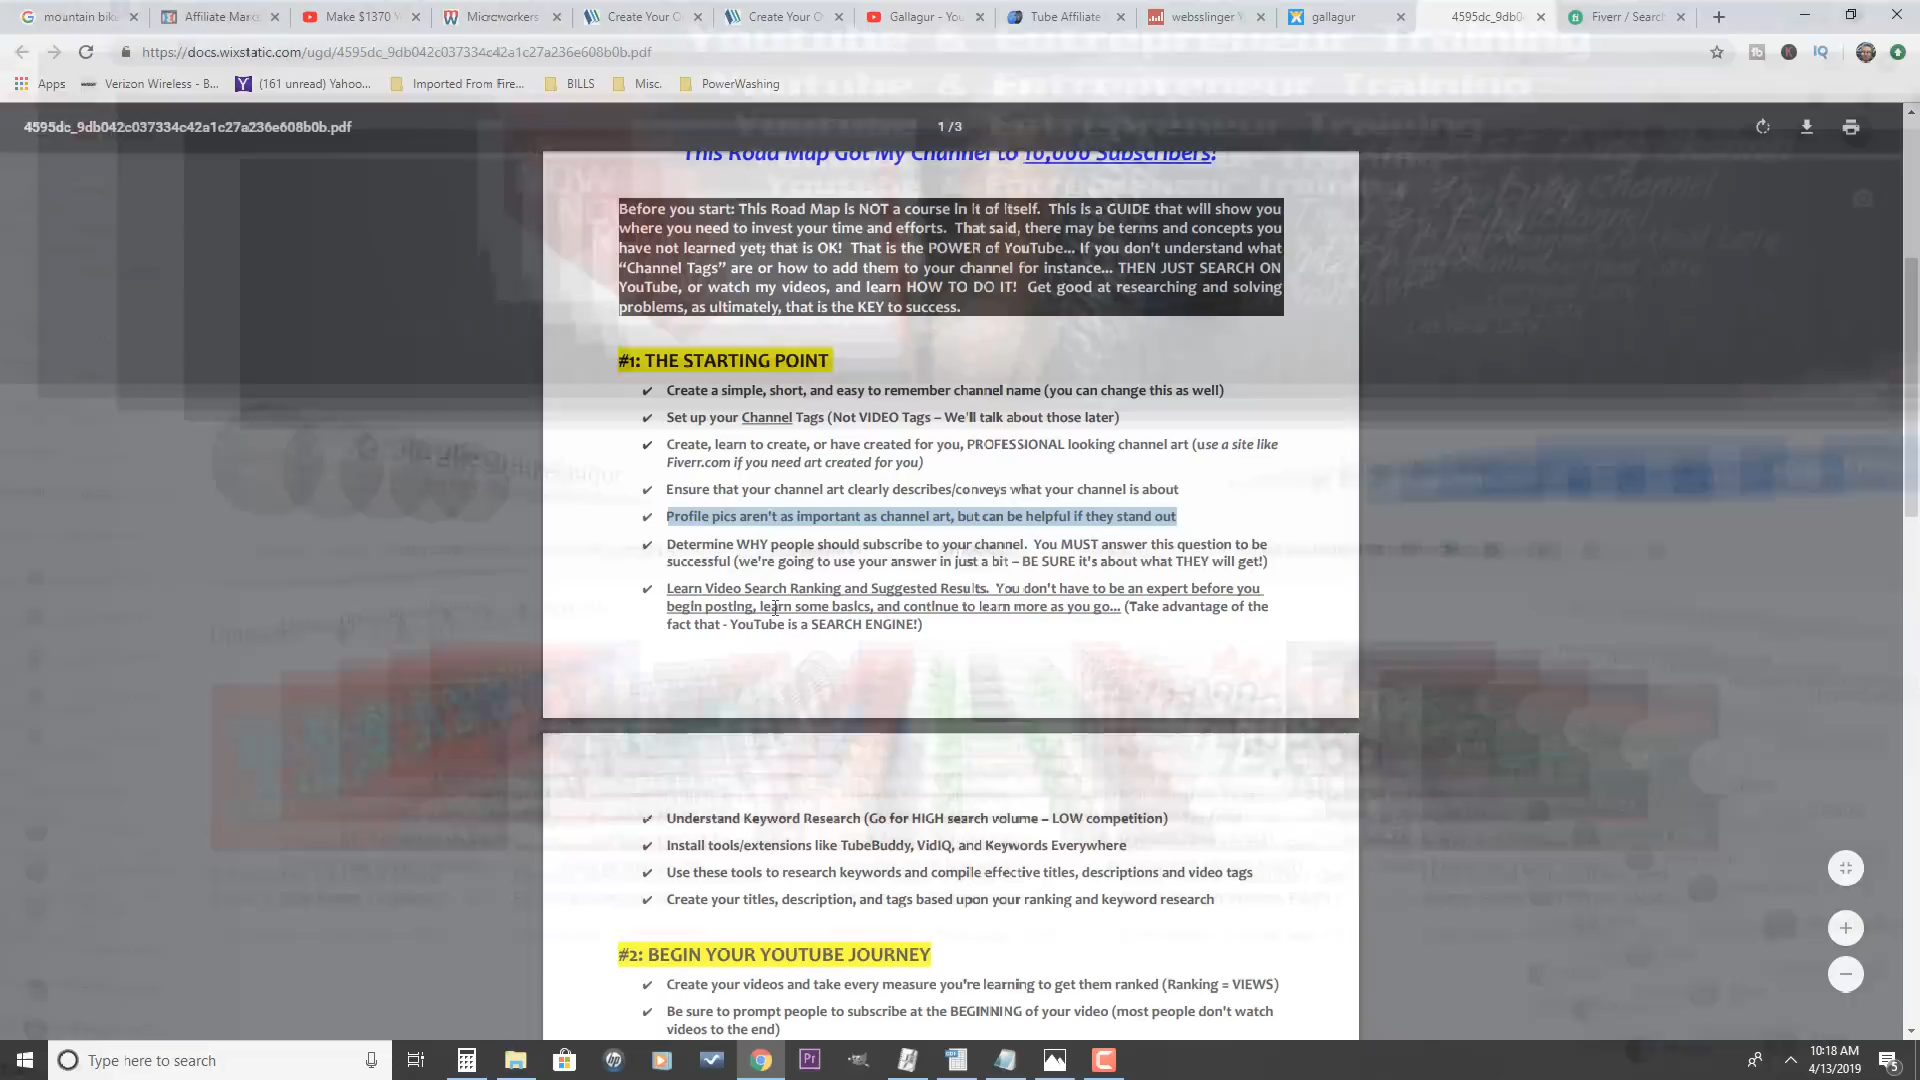 mountain bike
Affiliate Mark
Make $1370 Y
Microworkers
Create Your O
Create Your O
Gallagur - You
Tube Affiliate
websslinger Y
gallagur
4595dc_9db0
Fiverr / Search
https://docs.wixstatic.com/ugd/4595dc_9db042c037334c42a1c27a236e608b0b.pdf
Apps
Verizon Wireless - B...
(161 unread) Yahoo...
Imported From Fire...
BILLS
Misc.
PowerWashing
4595dc_9db042c037334c42a1c27a236e608b0b.pdf
1 / 3
This Road Map Got My Channel to 10,000 Subscribers!
Before you start: This Road Map is NOT a course in it of itself.  This is a GUIDE that will show you
where you need to invest your time and efforts.  That said, there may be terms and concepts you
have not learned yet; that is OK!  That is the POWER of YouTube... If you don't understand what
“Channel Tags” are or how to add them to your channel for instance... THEN JUST SEARCH ON
YouTube, or watch my videos, and learn HOW TO DO IT!  Get good at researching and solving
problems, as ultimately, that is the KEY to success.
#1: THE STARTING POINT
✔ Create a simple, short, and easy to remember channel name (you can change this as well)
✔ Set up your Channel Tags (Not VIDEO Tags – We'll talk about those later)
✔ Create, learn to create, or have created for you, PROFESSIONAL looking channel art (use a site like
Fiverr.com if you need art created for you)
✔ Ensure that your channel art clearly describes/conveys what your channel is about
✔ Profile pics aren't as important as channel art, but can be helpful if they stand out
✔ Determine WHY people should subscribe to your channel.  You MUST answer this question to be
successful (we're going to use your answer in just a bit – BE SURE it's about what THEY will get!)
✔ Learn Video Search Ranking and Suggested Results.  You don't have to be an expert before you
begin posting, learn some basics, and continue to learn more as you go... (Take advantage of the
fact that - YouTube is a SEARCH ENGINE!)
✔ Understand Keyword Research (Go for HIGH search volume – LOW competition)
✔ Install tools/extensions like TubeBuddy, VidIQ, and Keywords Everywhere
✔ Use these tools to research keywords and compile effective titles, descriptions and video tags
✔ Create your titles, description, and tags based upon your ranking and keyword research
#2: BEGIN YOUR YOUTUBE JOURNEY
✔ Create your videos and take every measure you're learning to get them ranked (Ranking = VIEWS)
✔ Be sure to prompt people to subscribe at the BEGINNING of your video (most people don't watch
videos to the end)
Type here to search
10:18 AM
4/13/2019
5